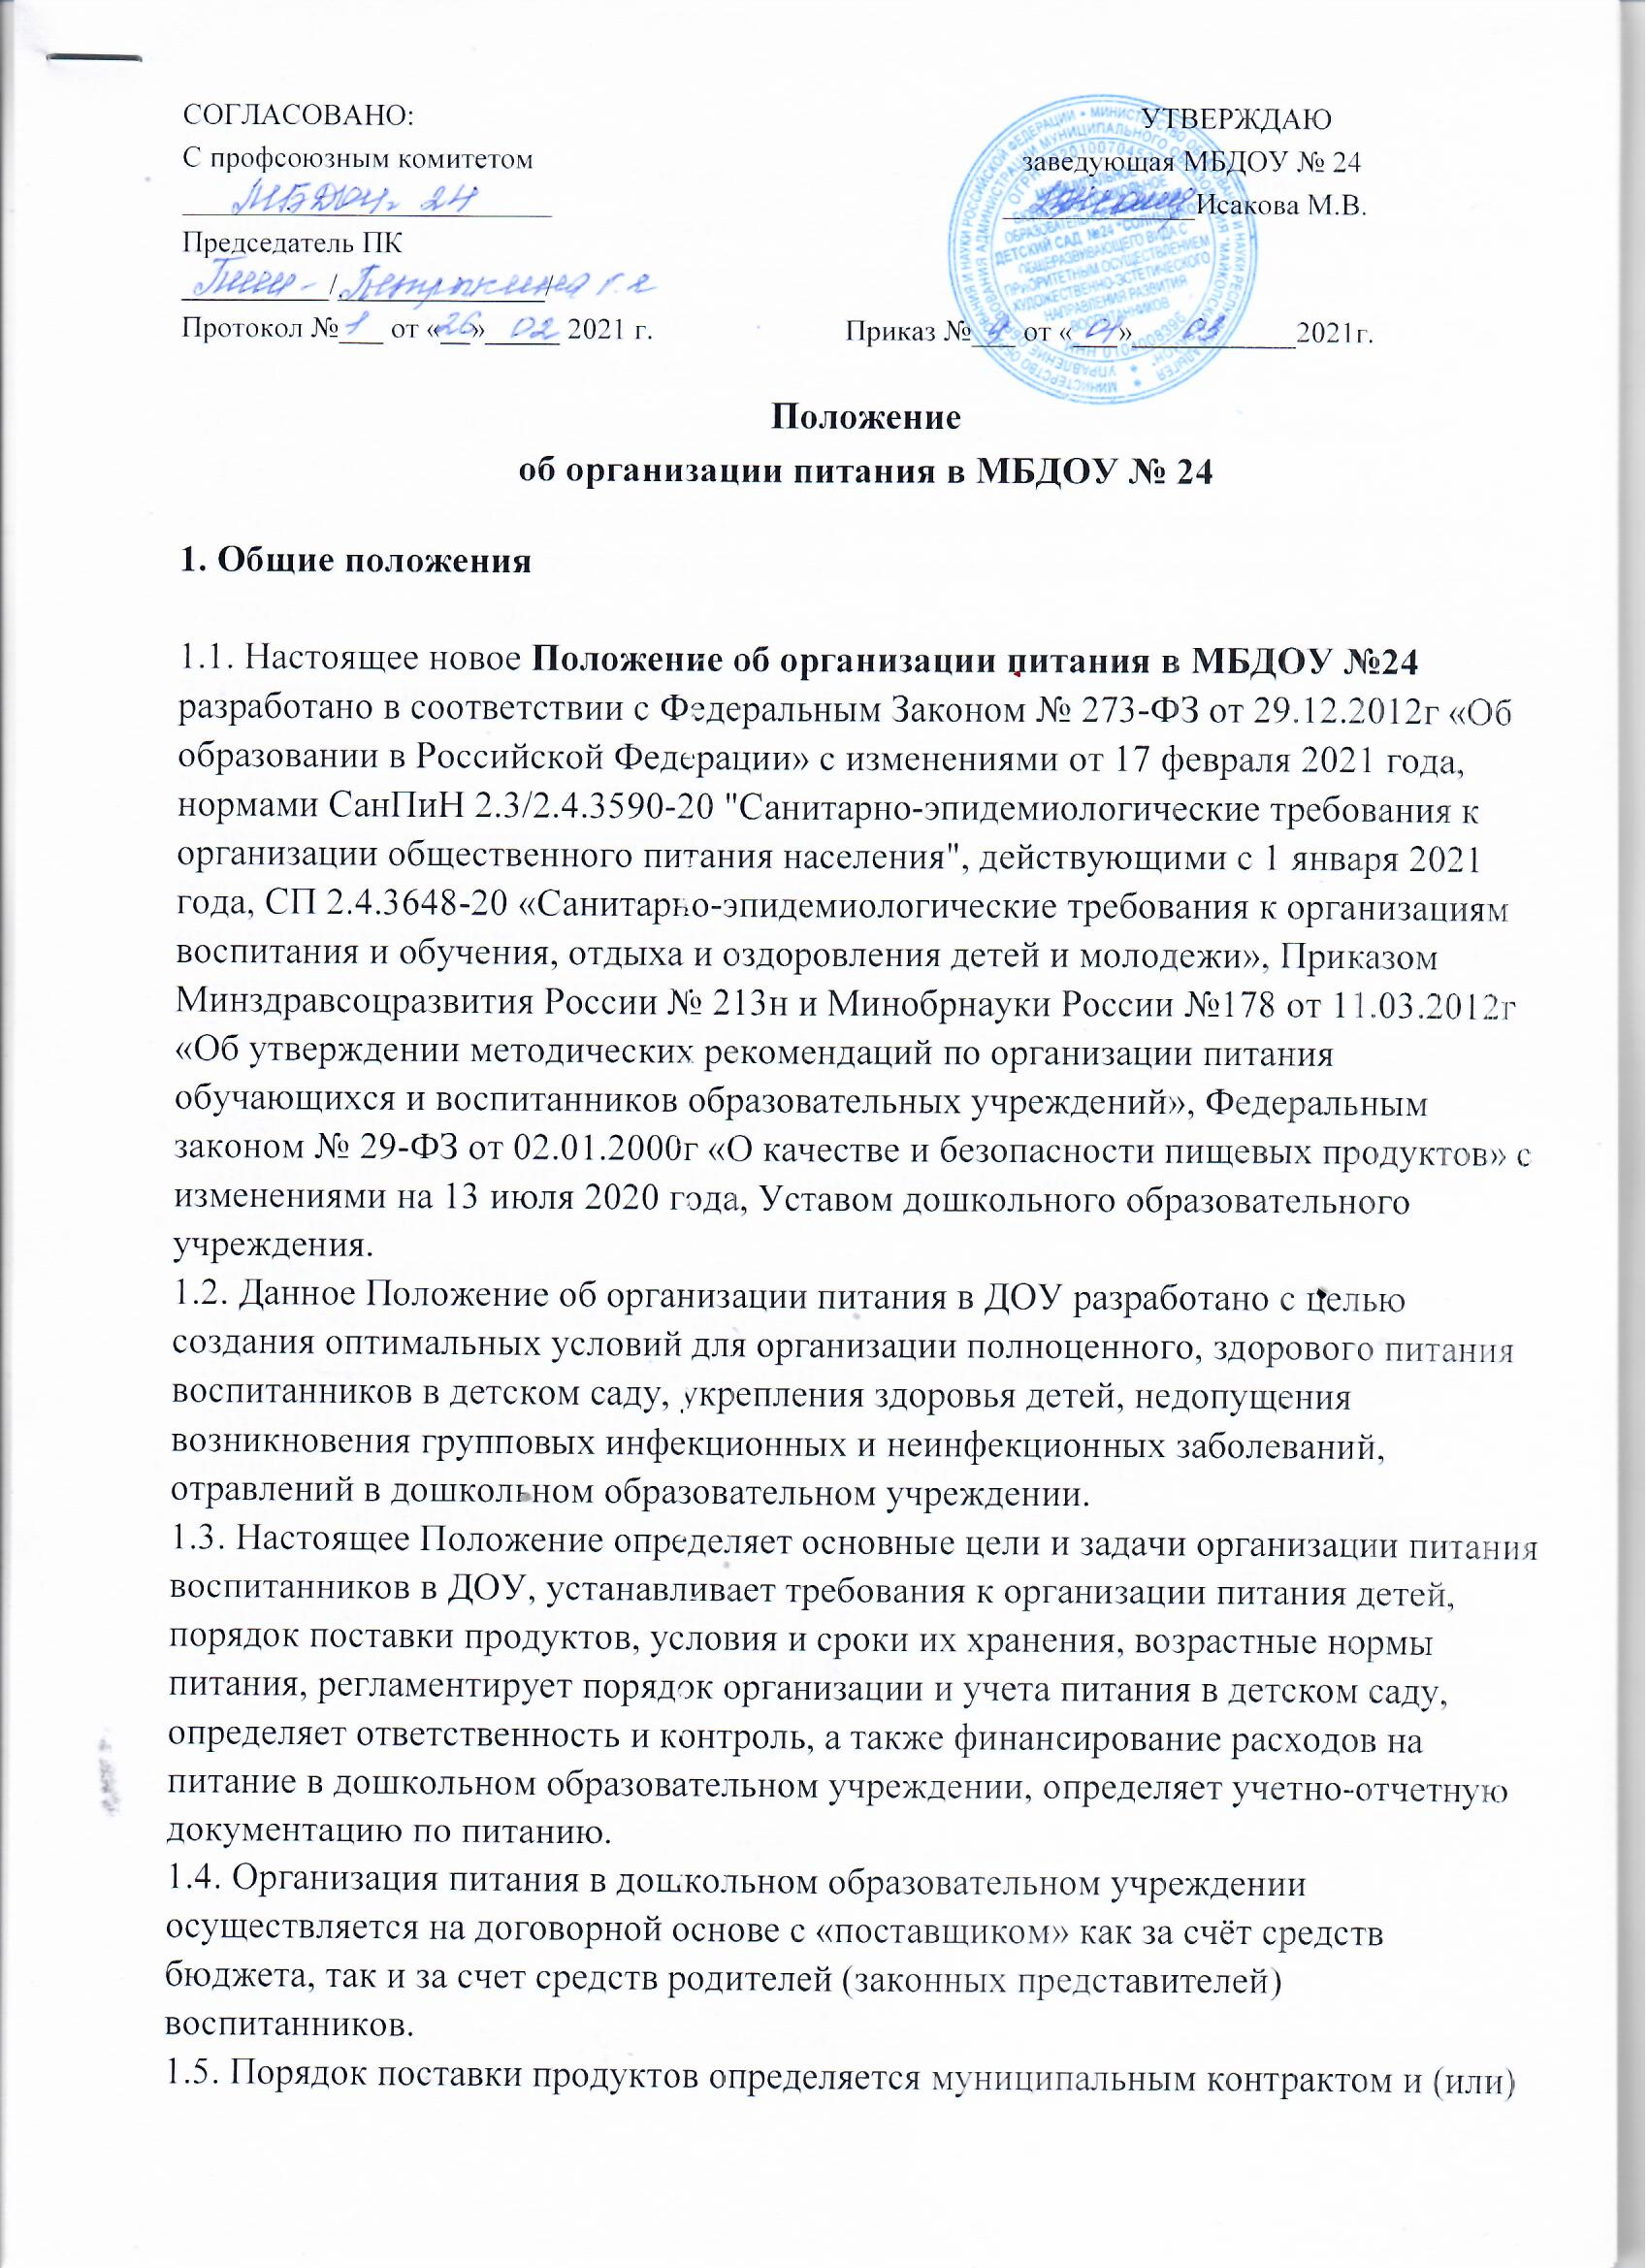 СОГЛАСОВАНО:
С профсоюзным комитетом
МБДОУ 24
Председатель ПК
Протокол № 1 от «26» 02 2021 г.
УТВЕРЖДАЮ
заведующая МБДОУ № 24
Исакова М.В.
Приказ № 4 от «01» 03 2021г.
Положение
об организации питания в МБДОУ № 24
1. Общие положения
1.1. Настоящее новое Положение об организации питания в МБДОУ №24
разработано в соответствии с Федеральным Законом № 273-ФЗ от 29.12.2012г «Об
образовании в Российской Федерации» с изменениями от 17 февраля 2021 года,
нормами СанПиН 2.3/2.4.3590-20 "Санитарно-эпидемиологические требования к
организации общественного питания населения", действующими с 1 января 2021
года, СП 2.4.3648-20 «Санитарно-эпидемиологические требования к организациям
воспитания и обучения, отдыха и оздоровления детей и молодежи», Приказом
Минздравсоцразвития России № 213н и Минобрнауки России №178 от 11.03.2012г
«Об утверждении методических рекомендаций по организации питания
обучающихся и воспитанников образовательных учреждений», Федеральным
законом № 29-ФЗ от 02.01.2000г «О качестве и безопасности пищевых продуктов» с
изменениями на 13 июля 2020 года, Уставом дошкольного образовательного
учреждения.
1.2. Данное Положение об организации питания в ДОУ разработано с целью
создания оптимальных условий для организации полноценного, здорового питания
воспитанников в детском саду, укрепления здоровья детей, недопущения
возникновения групповых инфекционных и неинфекционных заболеваний,
отравлений в дошкольном образовательном учреждении.
1.3. Настоящее Положение определяет основные цели и задачи организации питания
воспитанников в ДОУ, устанавливает требования к организации питания детей,
порядок поставки продуктов, условия и сроки их хранения, возрастные нормы
питания, регламентирует порядок организации и учета питания в детском саду,
определяет ответственность и контроль, а также финансирование расходов на
питание в дошкольном образовательном учреждении, определяет учетно-отчетную
документацию по питанию.
1.4. Организация питания в дошкольном образовательном учреждении
осуществляется на договорной основе с «поставщиком» как за счёт средств
бюджета, так и за счет средств родителей (законных представителей)
воспитанников.
1.5. Порядок поставки продуктов определяется муниципальным контрактом и (или)